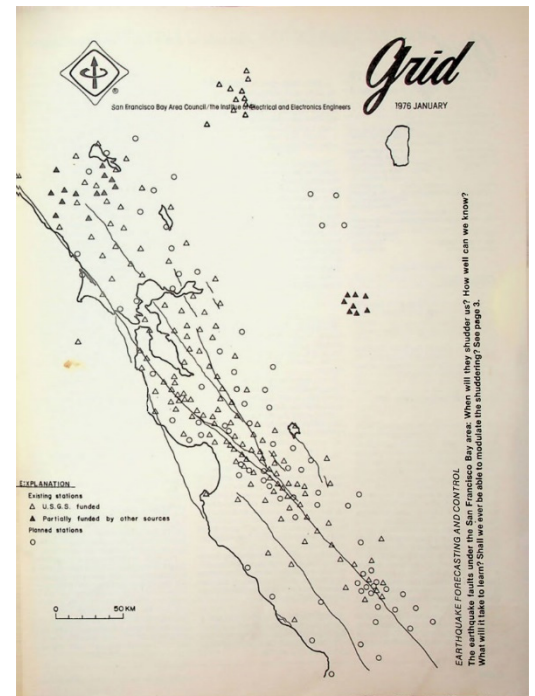 grid
San Francisco Bay Area Council/the Institute of Electrical and Electronics Engineers
1976 JANUARY
EXPLANATION
Existing stations
U.S.G.S. funded
Partially funded by other sources
Planned stations
0 50 KM
EARTHQUAKE FORECASTING AND CONTROL
The earthquake faults under the San Francisco Bay area: When will they shudder us? How well can we know?
What will it take to learn? Shall we ever be able to modulate the shuddering? See page 3.